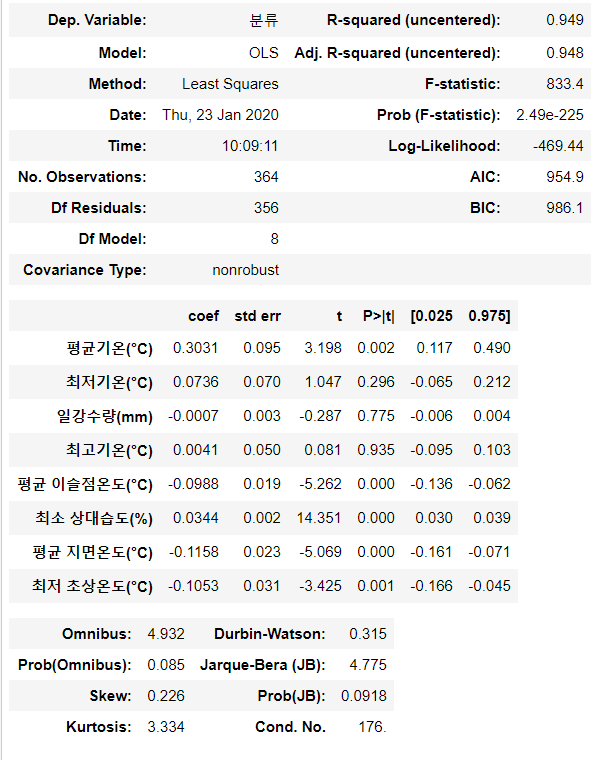 Dep. Variable: 분류 R-squared (uncentered): 0.949
Model: OLS Adj. R-squared (uncentered): 0.948
Method: Least Squares F-statistic: 833.4
Date: Thu, 23 Jan 2020 Prob (F-statistic): 2.49e-225
Time: 10:09:11 Log-Likelihood: -469.44
No. Observations: 364 AIC: 954.9
Df Residuals: 356 BIC: 986.1
Df Model: 8
Covariance Type: nonrobust
coef std err t P>|t| [0.025 0.975]
평균기온(°C) 0.3031 0.095 3.198 0.002 0.117 0.490
최저기온(°C) 0.0736 0.070 1.047 0.296 -0.065 0.212
일강수량(mm) -0.0007 0.003 -0.287 0.775 -0.006 0.004
최고기온(°C) 0.0041 0.050 0.081 0.935 -0.095 0.103
평균 이슬점온도(°C) -0.0988 0.019 -5.262 0.000 -0.136 -0.062
최소 상대습도(%) 0.0344 0.002 14.351 0.000 0.030 0.039
평균 지면온도(°C) -0.1158 0.023 -5.069 0.000 -0.161 -0.071
최저 초상온도(°C) -0.1053 0.031 -3.425 0.001 -0.166 -0.045
Omnibus: 4.932 Durbin-Watson: 0.315
Prob(Omnibus): 0.085 Jarque-Bera (JB): 4.775
Skew: 0.226 Prob(JB): 0.0918
Kurtosis: 3.334 Cond. No. 176.